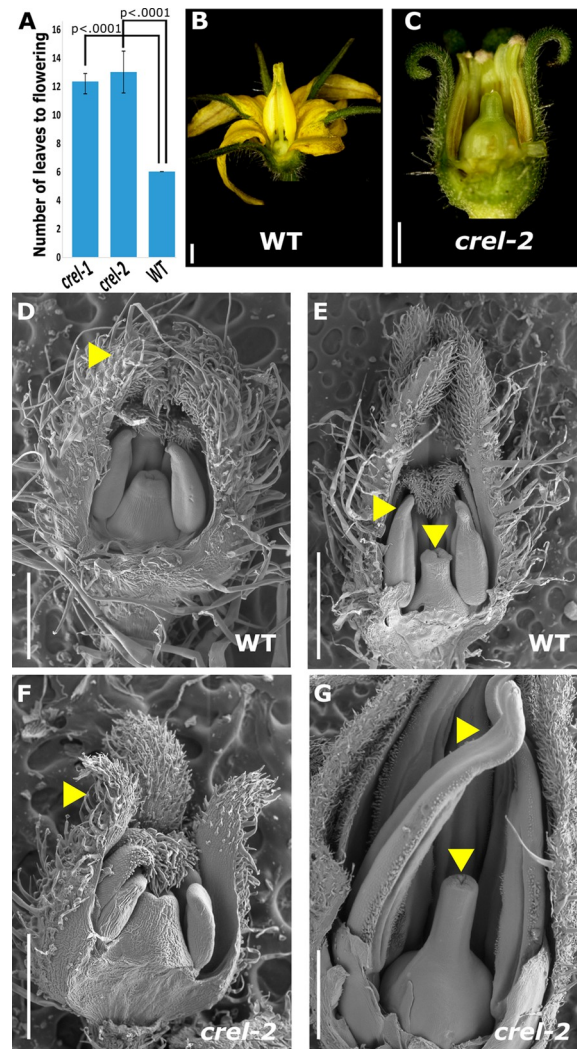 A
p<.0001
p<.0001
Number of leaves to flowering
16
14
12
10
8
6
4
2
0
crel-1
crel-2
WT
B
WT
C
crel-2
D
WT
E
WT
F
crel-2
G
crel-2